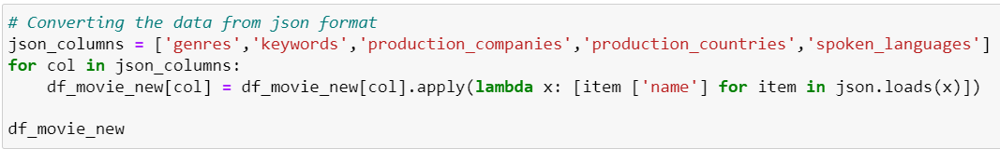 # Converting the data from json format
json_columns = ['genres','keywords','production_companies','production_countries','spoken_languages']
for col in json_columns:
    df_movie_new[col] = df_movie_new[col].apply(lambda x: [item ['name'] for item in json.loads(x)])

df_movie_new